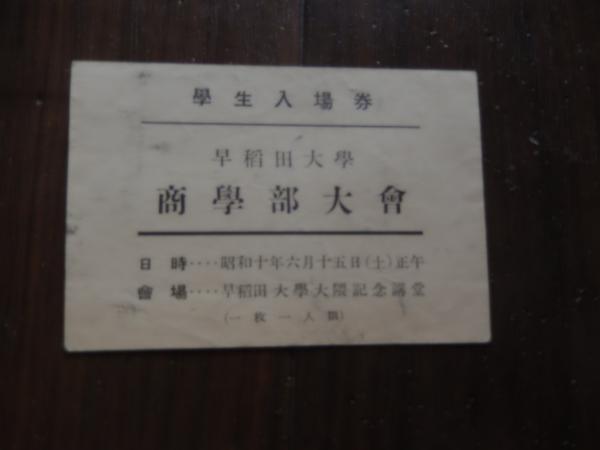 學生入場券
早稻田大學
商學部大會
日時‥‥昭和十年六月十五日(土)正午
會場‥‥早稻田大學大隈記念講堂
(一枚一人限)